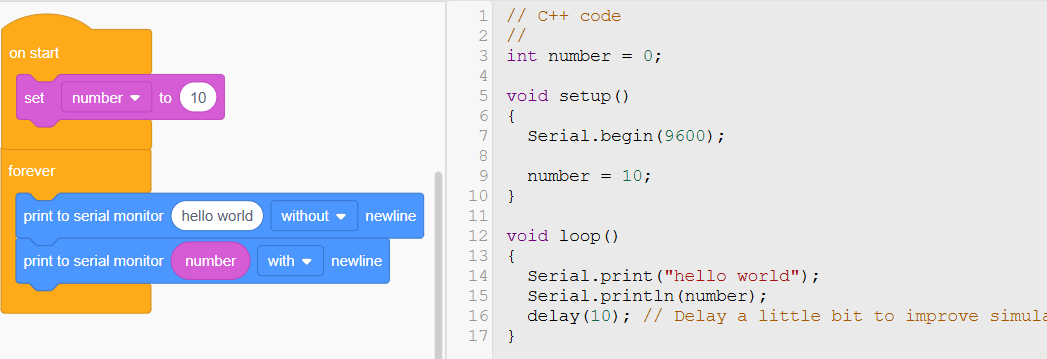 on start
set number to 10
forever
print to serial monitor hello world without newline
print to serial monitor number with newline
1 // C++ code
2 //
3 int number = 0;
4
5 void setup()
6 {
7   Serial.begin(9600);
8
9   number = 10;
10 }
11
12 void loop()
13 {
14   Serial.print("hello world");
15   Serial.println(number);
16   delay(10); // Delay a little bit to improve
17 }